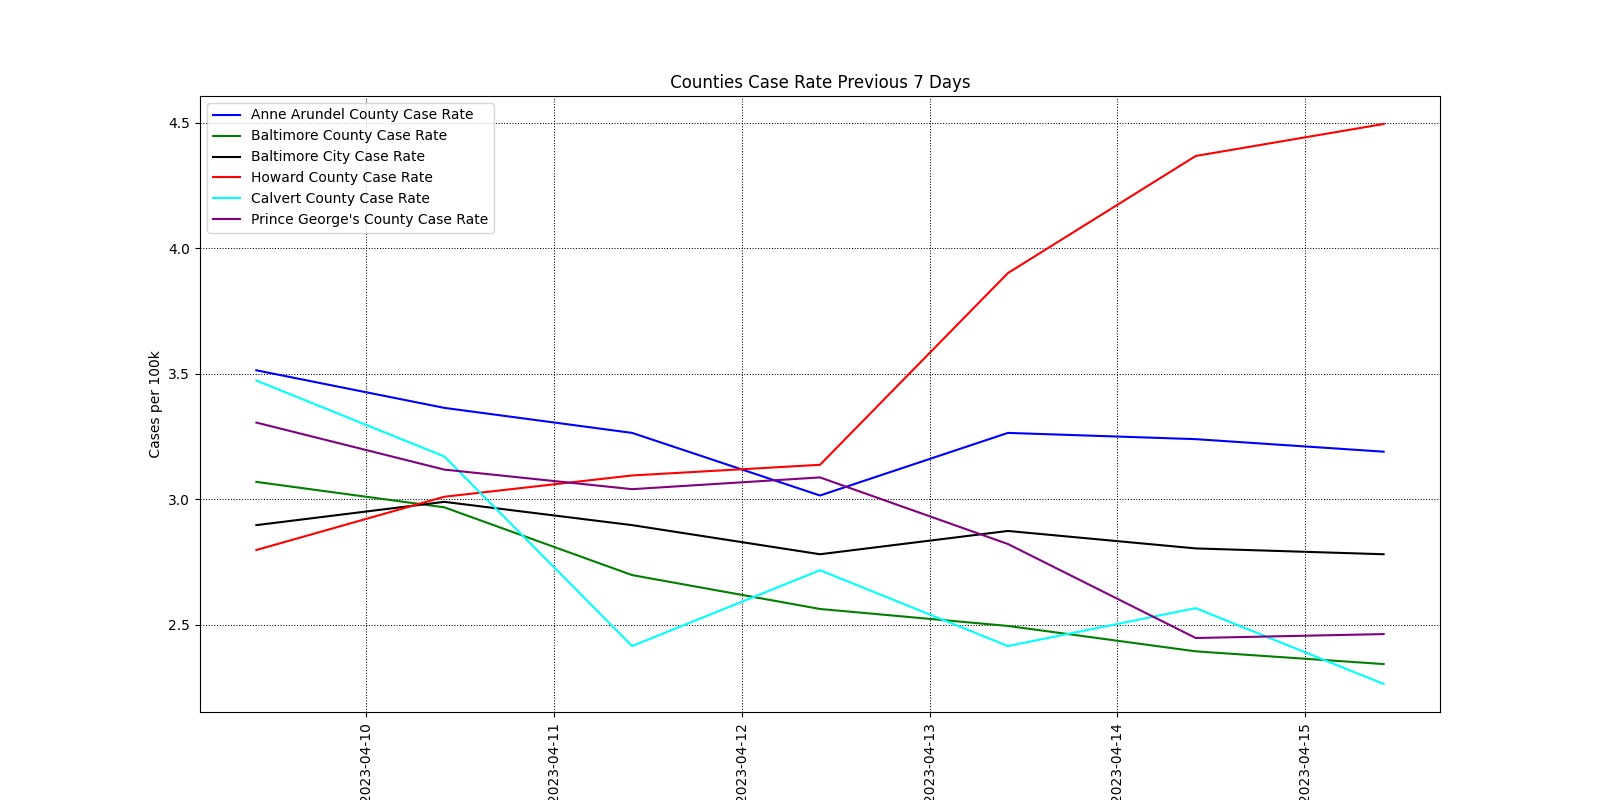 Counties Case Rate Previous 7 Days
Anne Arundel County Case Rate
Baltimore County Case Rate
Baltimore City Case Rate
Howard County Case Rate
Calvert County Case Rate
Prince George's County Case Rate
Cases per 100k
4.5
4.0
3.5
3.0
2.5
2023-04-10
2023-04-11
2023-04-12
2023-04-13
2023-04-14
2023-04-15